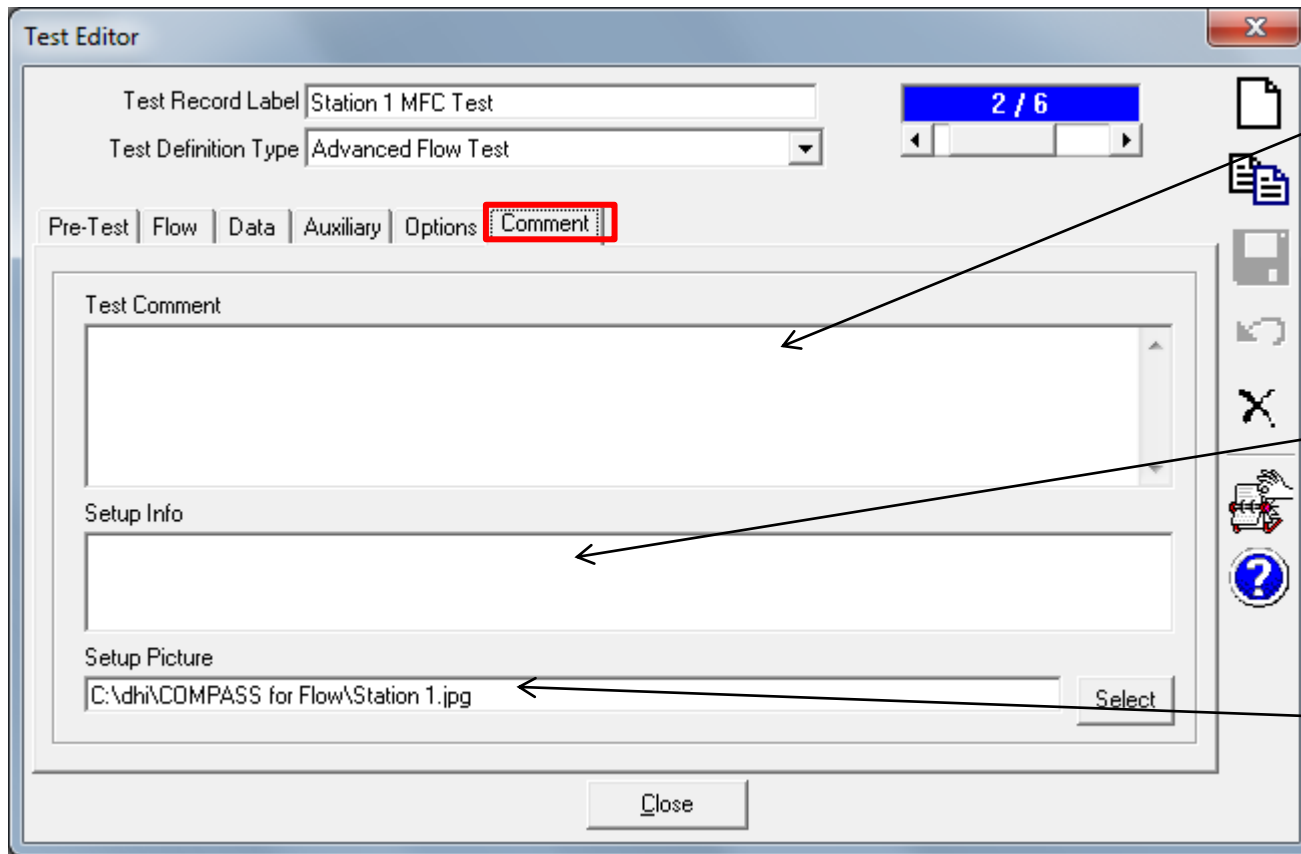 Test Editor
Test Record Label Station 1 MFC Test
2 / 6
Test Definition Type Advanced Flow Test
Pre-Test Flow Data Auxiliary Options Comment
Test Comment
Setup Info
Setup Picture
C:\dhi\COMPASS for Flow\Station 1.jpg Select
Close